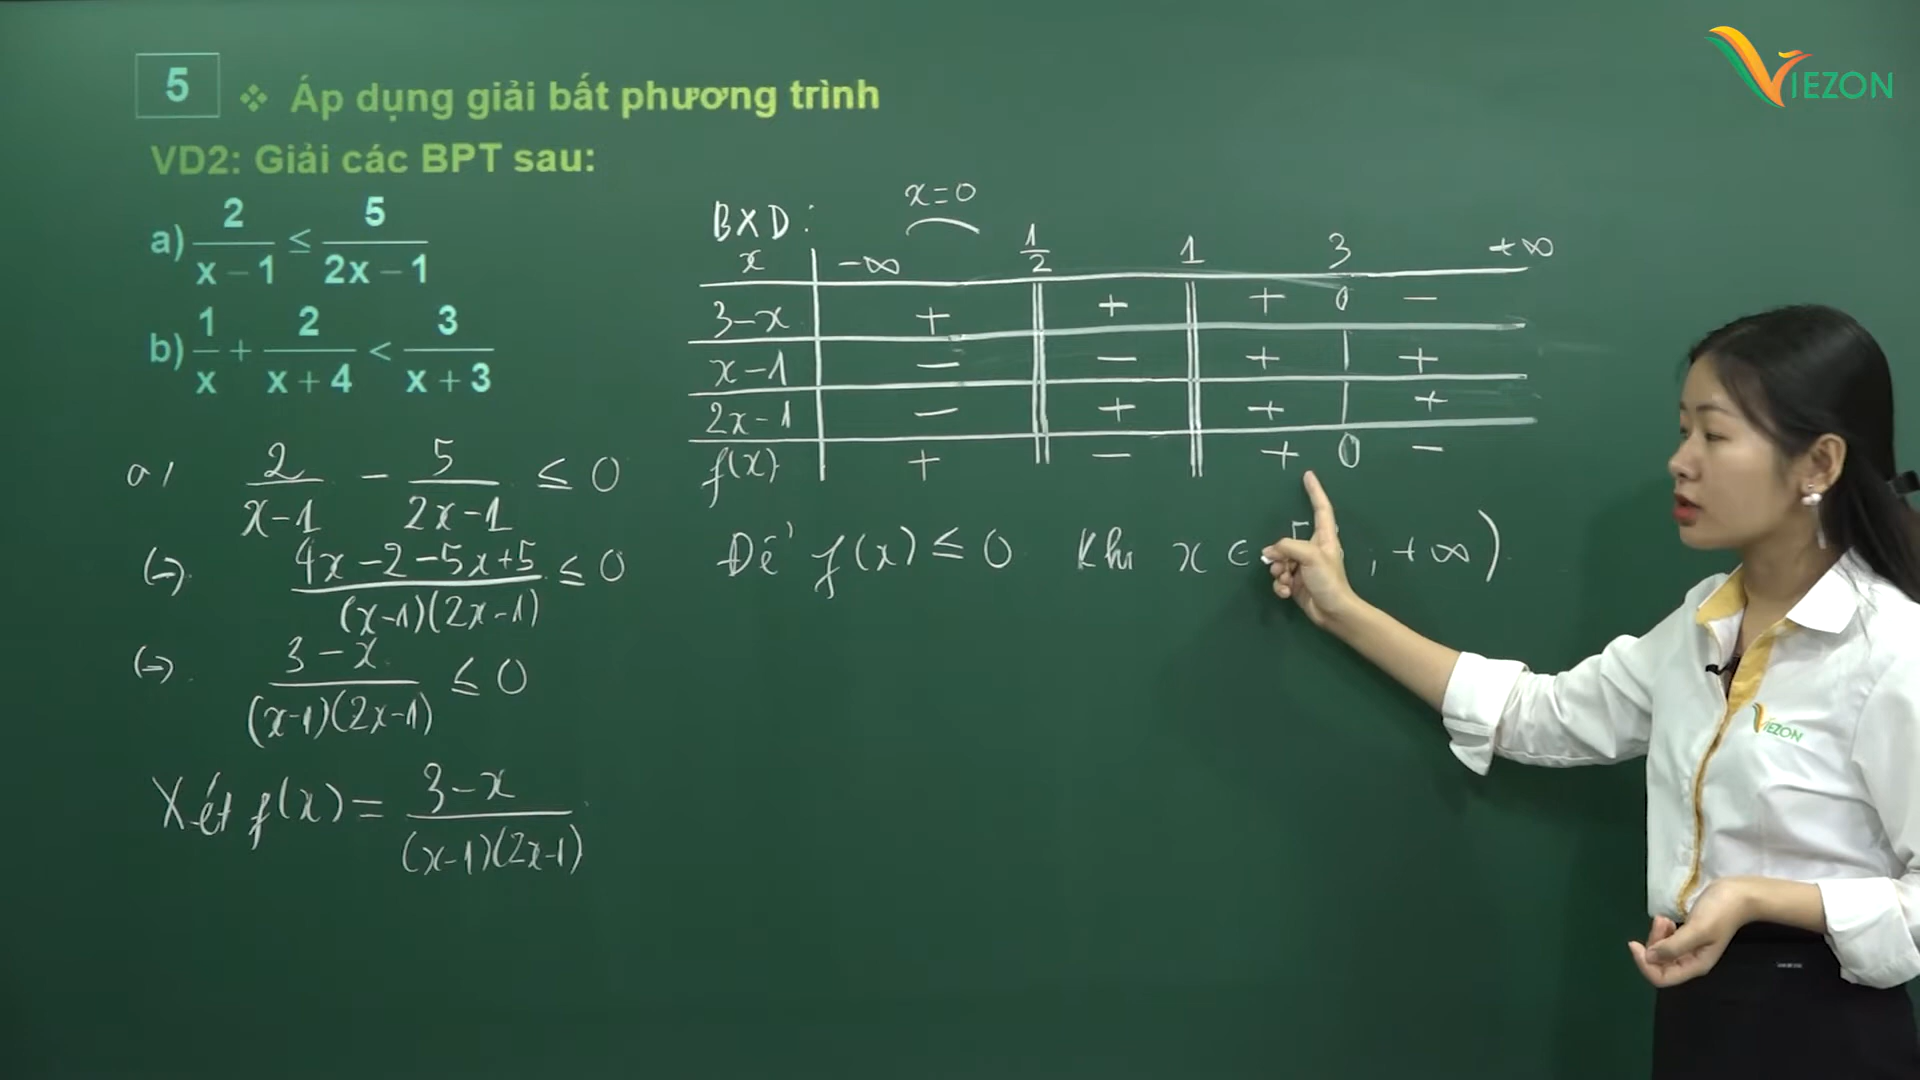 5 ❖ Áp dụng giải bất phương trình
VD2: Giải các BPT sau:
a) 2/(x – 1) ≤ 5/(2x – 1)
b) 1/x + 2/(x + 4) < 3/(x + 3)
a/ 2/(x-1) - 5/(2x-1) ≤ 0
(=) (4x-2-5x+5)/((x-1)(2x-1)) ≤ 0
(=) (3-x)/((x-1)(2x-1)) ≤ 0
Xét f(x) = (3-x)/((x-1)(2x-1))
x=0
BXD:
x -∞ 1/2 1 3 +∞
3-x + || + || + 0 -
x-1 - || - || + | +
2x-1 - || + || + | +
f(x) + || - || + 0 -
Để f(x) ≤ 0 Khi x ∈ , +∞)
VIEZON
VIEZON